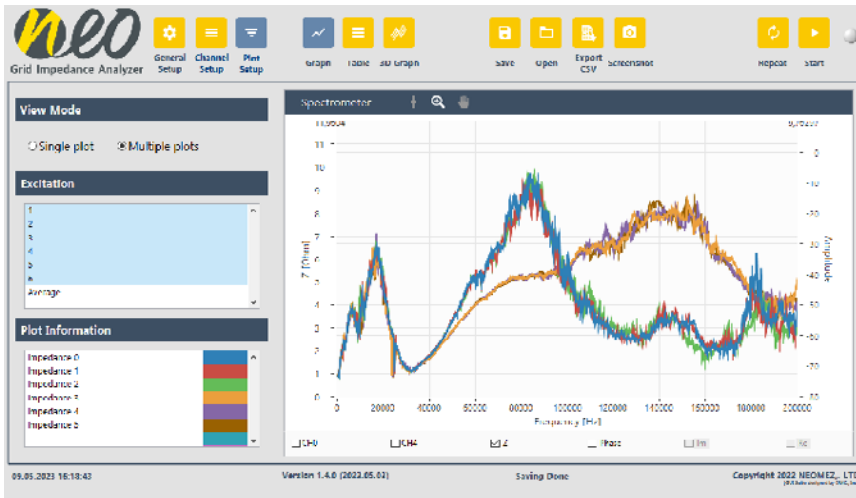 neo
Grid Impedance Analyzer
General Setup
Channel Setup
Plot Setup
Graph
Table
3D Graph
Save
Open
Export CSV
Screenshot
Repeat
Start
View Mode
Single plot
Multiple plots
Excitation
1
2
3
4
5
6
Average
Plot Information
Impedance 0
Impedance 1
Impedance 2
Impedance 3
Impedance 4
Impedance 5
Spectrometer
11
10
9
8
7
6
5
4
3
2
1
0
Z [Ohm]
0
-10
-20
-30
-40
-50
-60
-70
-80
Amplitude
0 20000 40000 60000 80000 100000 120000 140000 160000 180000 200000
Frequency [Hz]
CH0
CH4
Z
Phase
Im
Re
09.05.2023 16:18:43
Version 1.4.0 (2022.05.03)
Saving Done
Copyright 2022 NEOMEZ, LTD